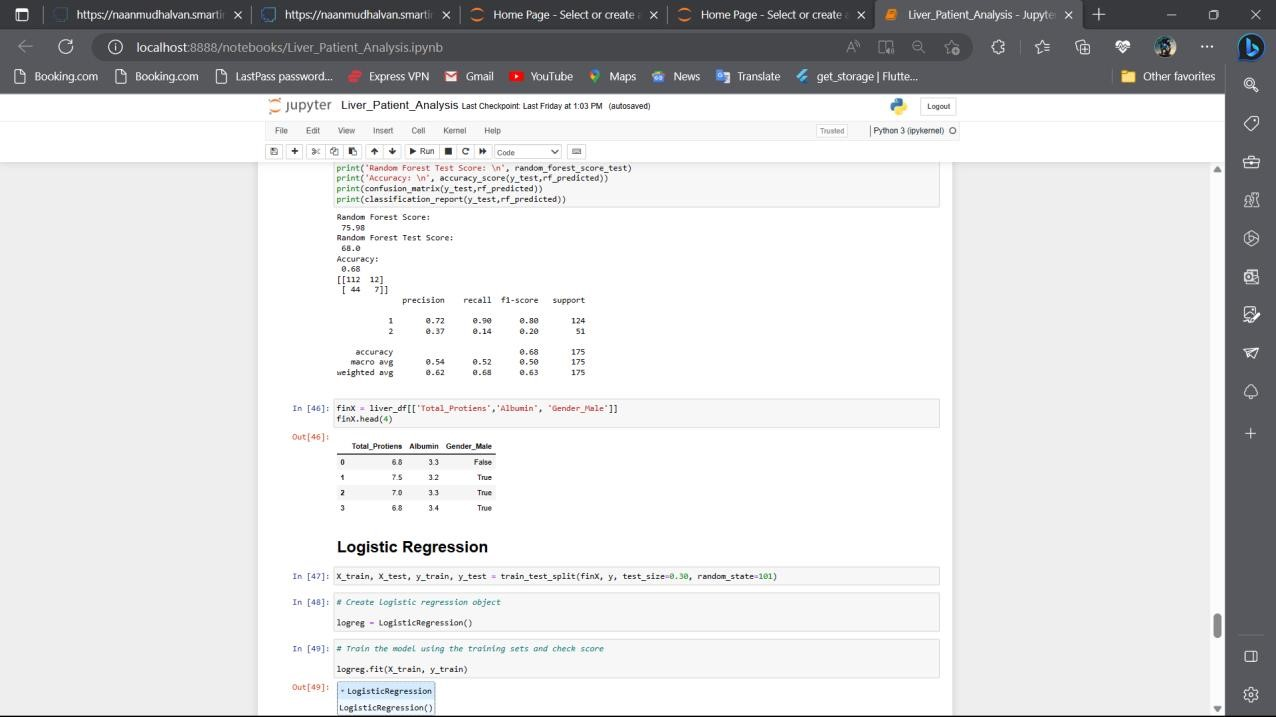 https://naanmudhalvan.smartin
https://naanmudhalvan.smartin
Home Page - Select or create a
Home Page - Select or create a
Liver_Patient_Analysis - Jupyter
localhost:8888/notebooks/Liver_Patient_Analysis.ipynb
Booking.com
Booking.com
LastPass password...
Express VPN
Gmail
YouTube
Maps
News
Translate
get_storage | Flutte...
Other favorites
jupyter Liver_Patient_Analysis Last Checkpoint: Last Friday at 1:03 PM (autosaved)
Logout
File Edit View Insert Cell Kernel Help
Trusted
Python 3 (ipykernel)
Run
Code
print('Random Forest Test Score: \n', random_forest_score_test)
print('Accuracy: \n', accuracy_score(y_test,rf_predicted))
print(confusion_matrix(y_test,rf_predicted))
print(classification_report(y_test,rf_predicted))
Random Forest Score:
75.98
Random Forest Test Score:
68.0
Accuracy:
0.68
[[112 12]
[ 44 7]]
precision recall f1-score support
1 0.72 0.90 0.80 124
2 0.37 0.14 0.20 51
accuracy 0.68 175
macro avg 0.54 0.52 0.50 175
weighted avg 0.62 0.68 0.63 175
In [46]: finX = liver_df[['Total_Protiens','Albumin', 'Gender_Male']]
finX.head(4)
Out[46]:
Total_Protiens Albumin Gender_Male
0 6.8 3.3 False
1 7.5 3.2 True
2 7.0 3.3 True
3 6.8 3.4 True
Logistic Regression
In [47]: X_train, X_test, y_train, y_test = train_test_split(finX, y, test_size=0.30, random_state=101)
In [48]: # Create logistic regression object
logreg = LogisticRegression()
In [49]: # Train the model using the training sets and check score
logreg.fit(X_train, y_train)
Out[49]:
LogisticRegression
LogisticRegression()